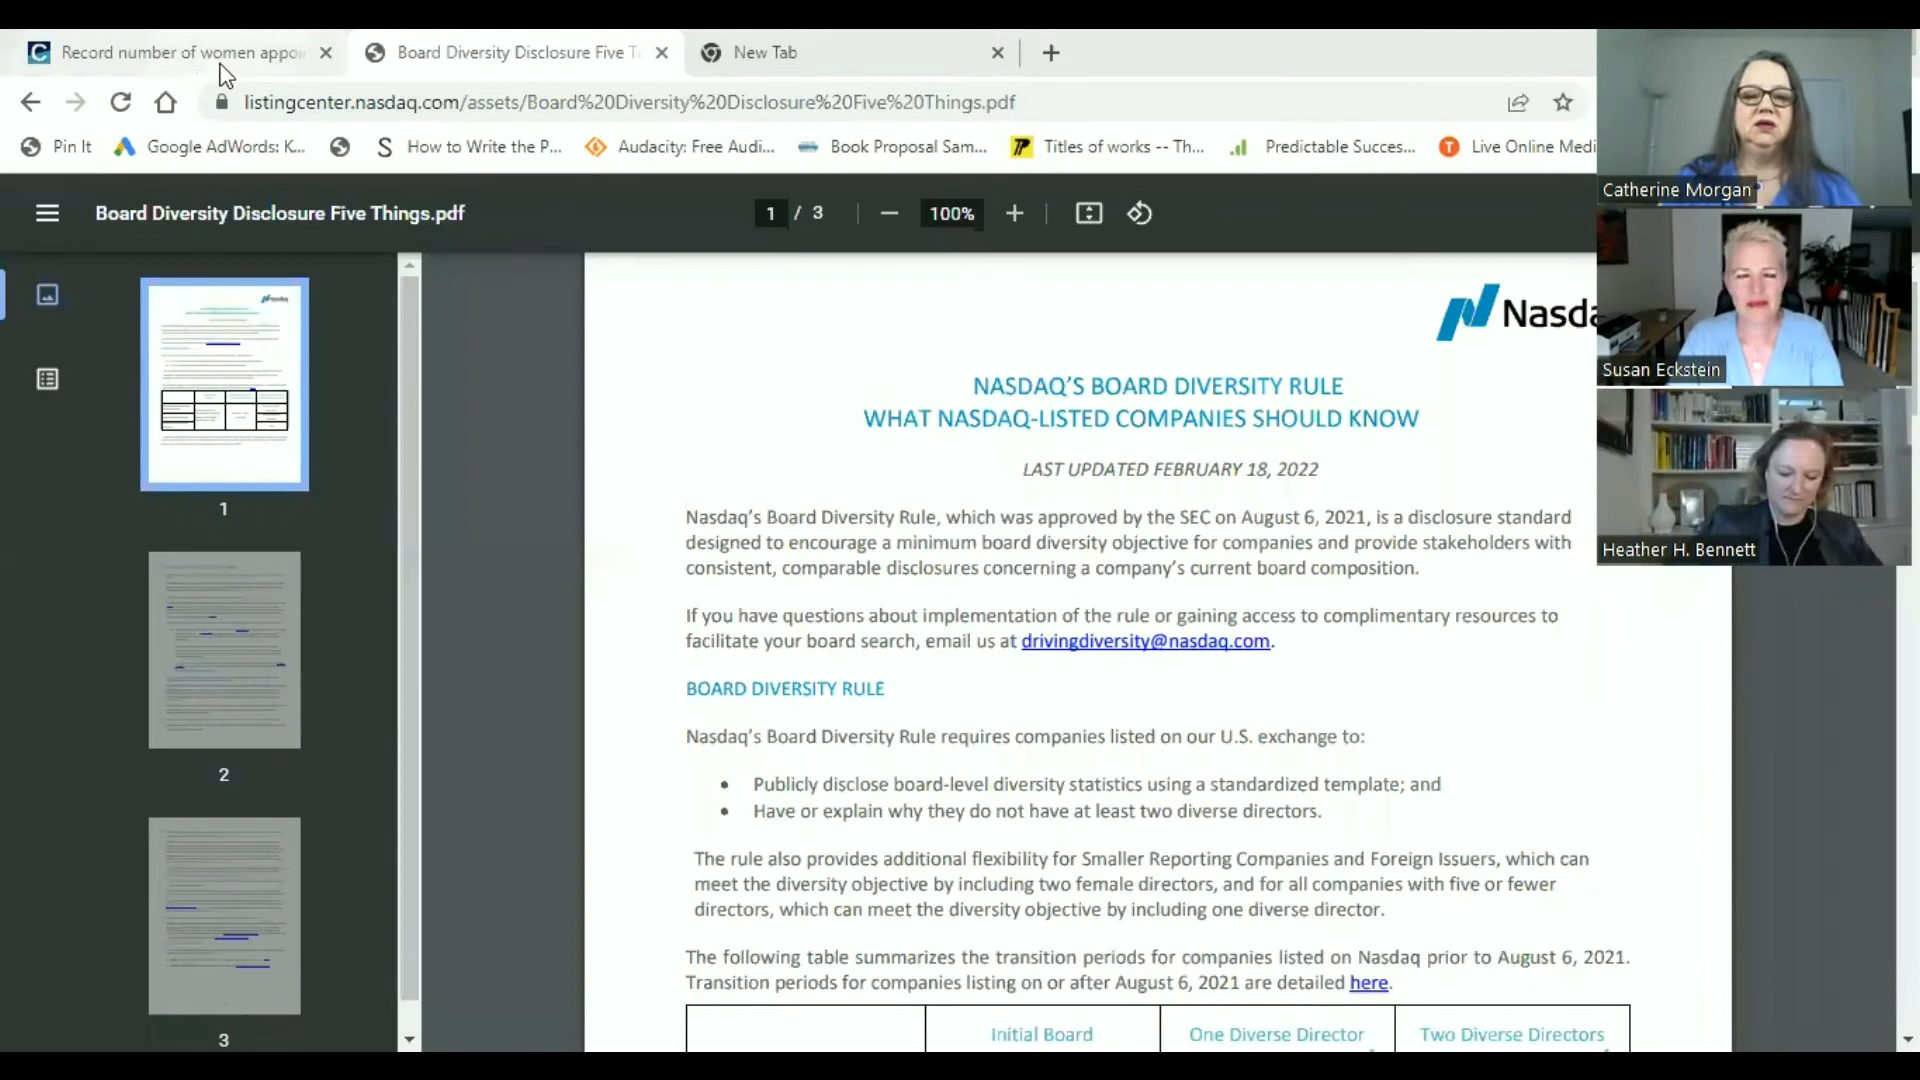 Record number of women appoi
Board Diversity Disclosure Five T
New Tab
listingcenter.nasdaq.com/assets/Board%20Diversity%20Disclosure%20Five%20Things.pdf
Pin It
Google AdWords: K...
How to Write the P...
Audacity: Free Audi...
Book Proposal Sam...
Titles of works -- Th...
Predictable Succes...
Live Online Medi
Board Diversity Disclosure Five Things.pdf
1 / 3
100%
Catherine Morgan
Susan Eckstein
Heather H. Bennett
1
2
3
Nasda
NASDAQ’S BOARD DIVERSITY RULE
WHAT NASDAQ-LISTED COMPANIES SHOULD KNOW
LAST UPDATED FEBRUARY 18, 2022
Nasdaq’s Board Diversity Rule, which was approved by the SEC on August 6, 2021, is a disclosure standard
designed to encourage a minimum board diversity objective for companies and provide stakeholders with
consistent, comparable disclosures concerning a company’s current board composition.
If you have questions about implementation of the rule or gaining access to complimentary resources to
facilitate your board search, email us at drivingdiversity@nasdaq.com.
BOARD DIVERSITY RULE
Nasdaq’s Board Diversity Rule requires companies listed on our U.S. exchange to:
• Publicly disclose board-level diversity statistics using a standardized template; and
• Have or explain why they do not have at least two diverse directors.
The rule also provides additional flexibility for Smaller Reporting Companies and Foreign Issuers, which can
meet the diversity objective by including two female directors, and for all companies with five or fewer
directors, which can meet the diversity objective by including one diverse director.
The following table summarizes the transition periods for companies listed on Nasdaq prior to August 6, 2021.
Transition periods for companies listing on or after August 6, 2021 are detailed here.
Initial Board
One Diverse Director
Two Diverse Directors